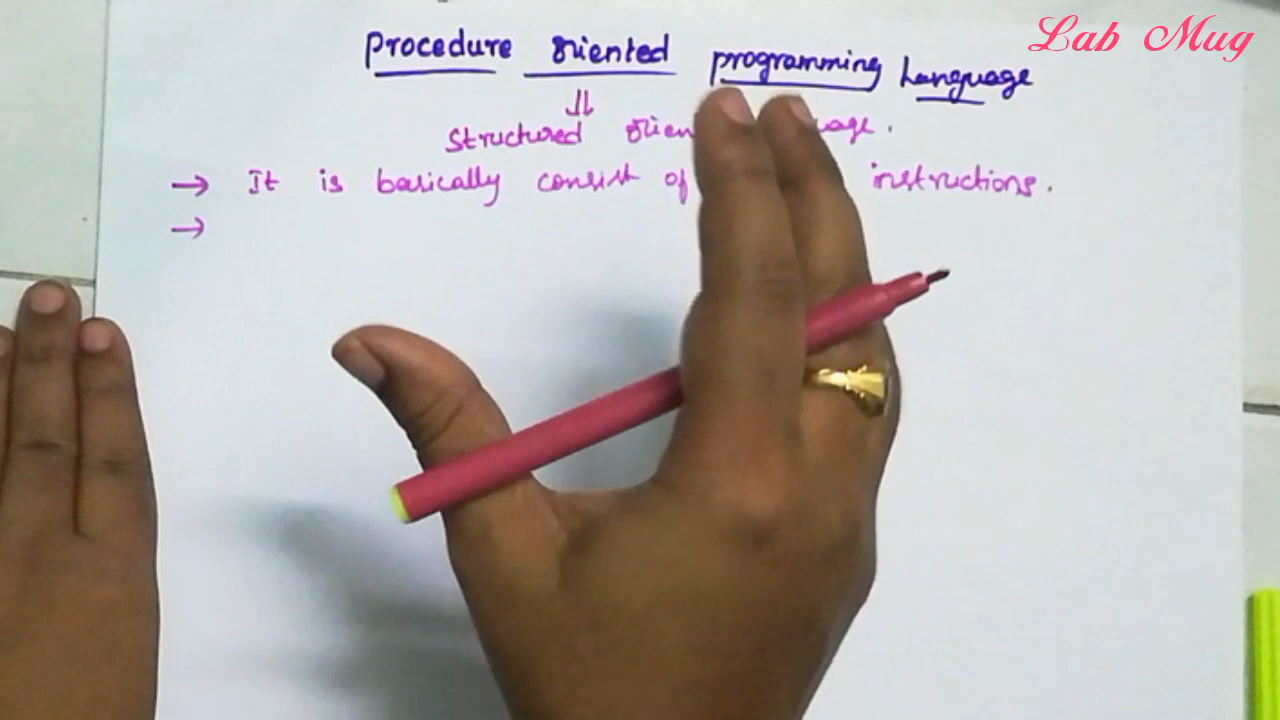 Lab Mug
Procedure oriented programming Language
Structured
→ It is basically consist of instructions.
→